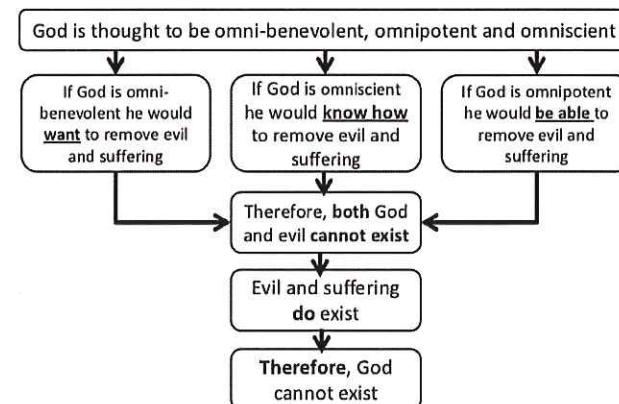 God is thought to be omni-benevolent, omnipotent and omniscient
If God is omni-
benevolent he would
want to remove evil
and suffering
If God is omniscient
he would know how
to remove evil and
suffering
If God is omnipotent
he would be able to
remove evil and
suffering
Therefore, both God
and evil cannot exist
Evil and suffering
do exist
Therefore, God
cannot exist